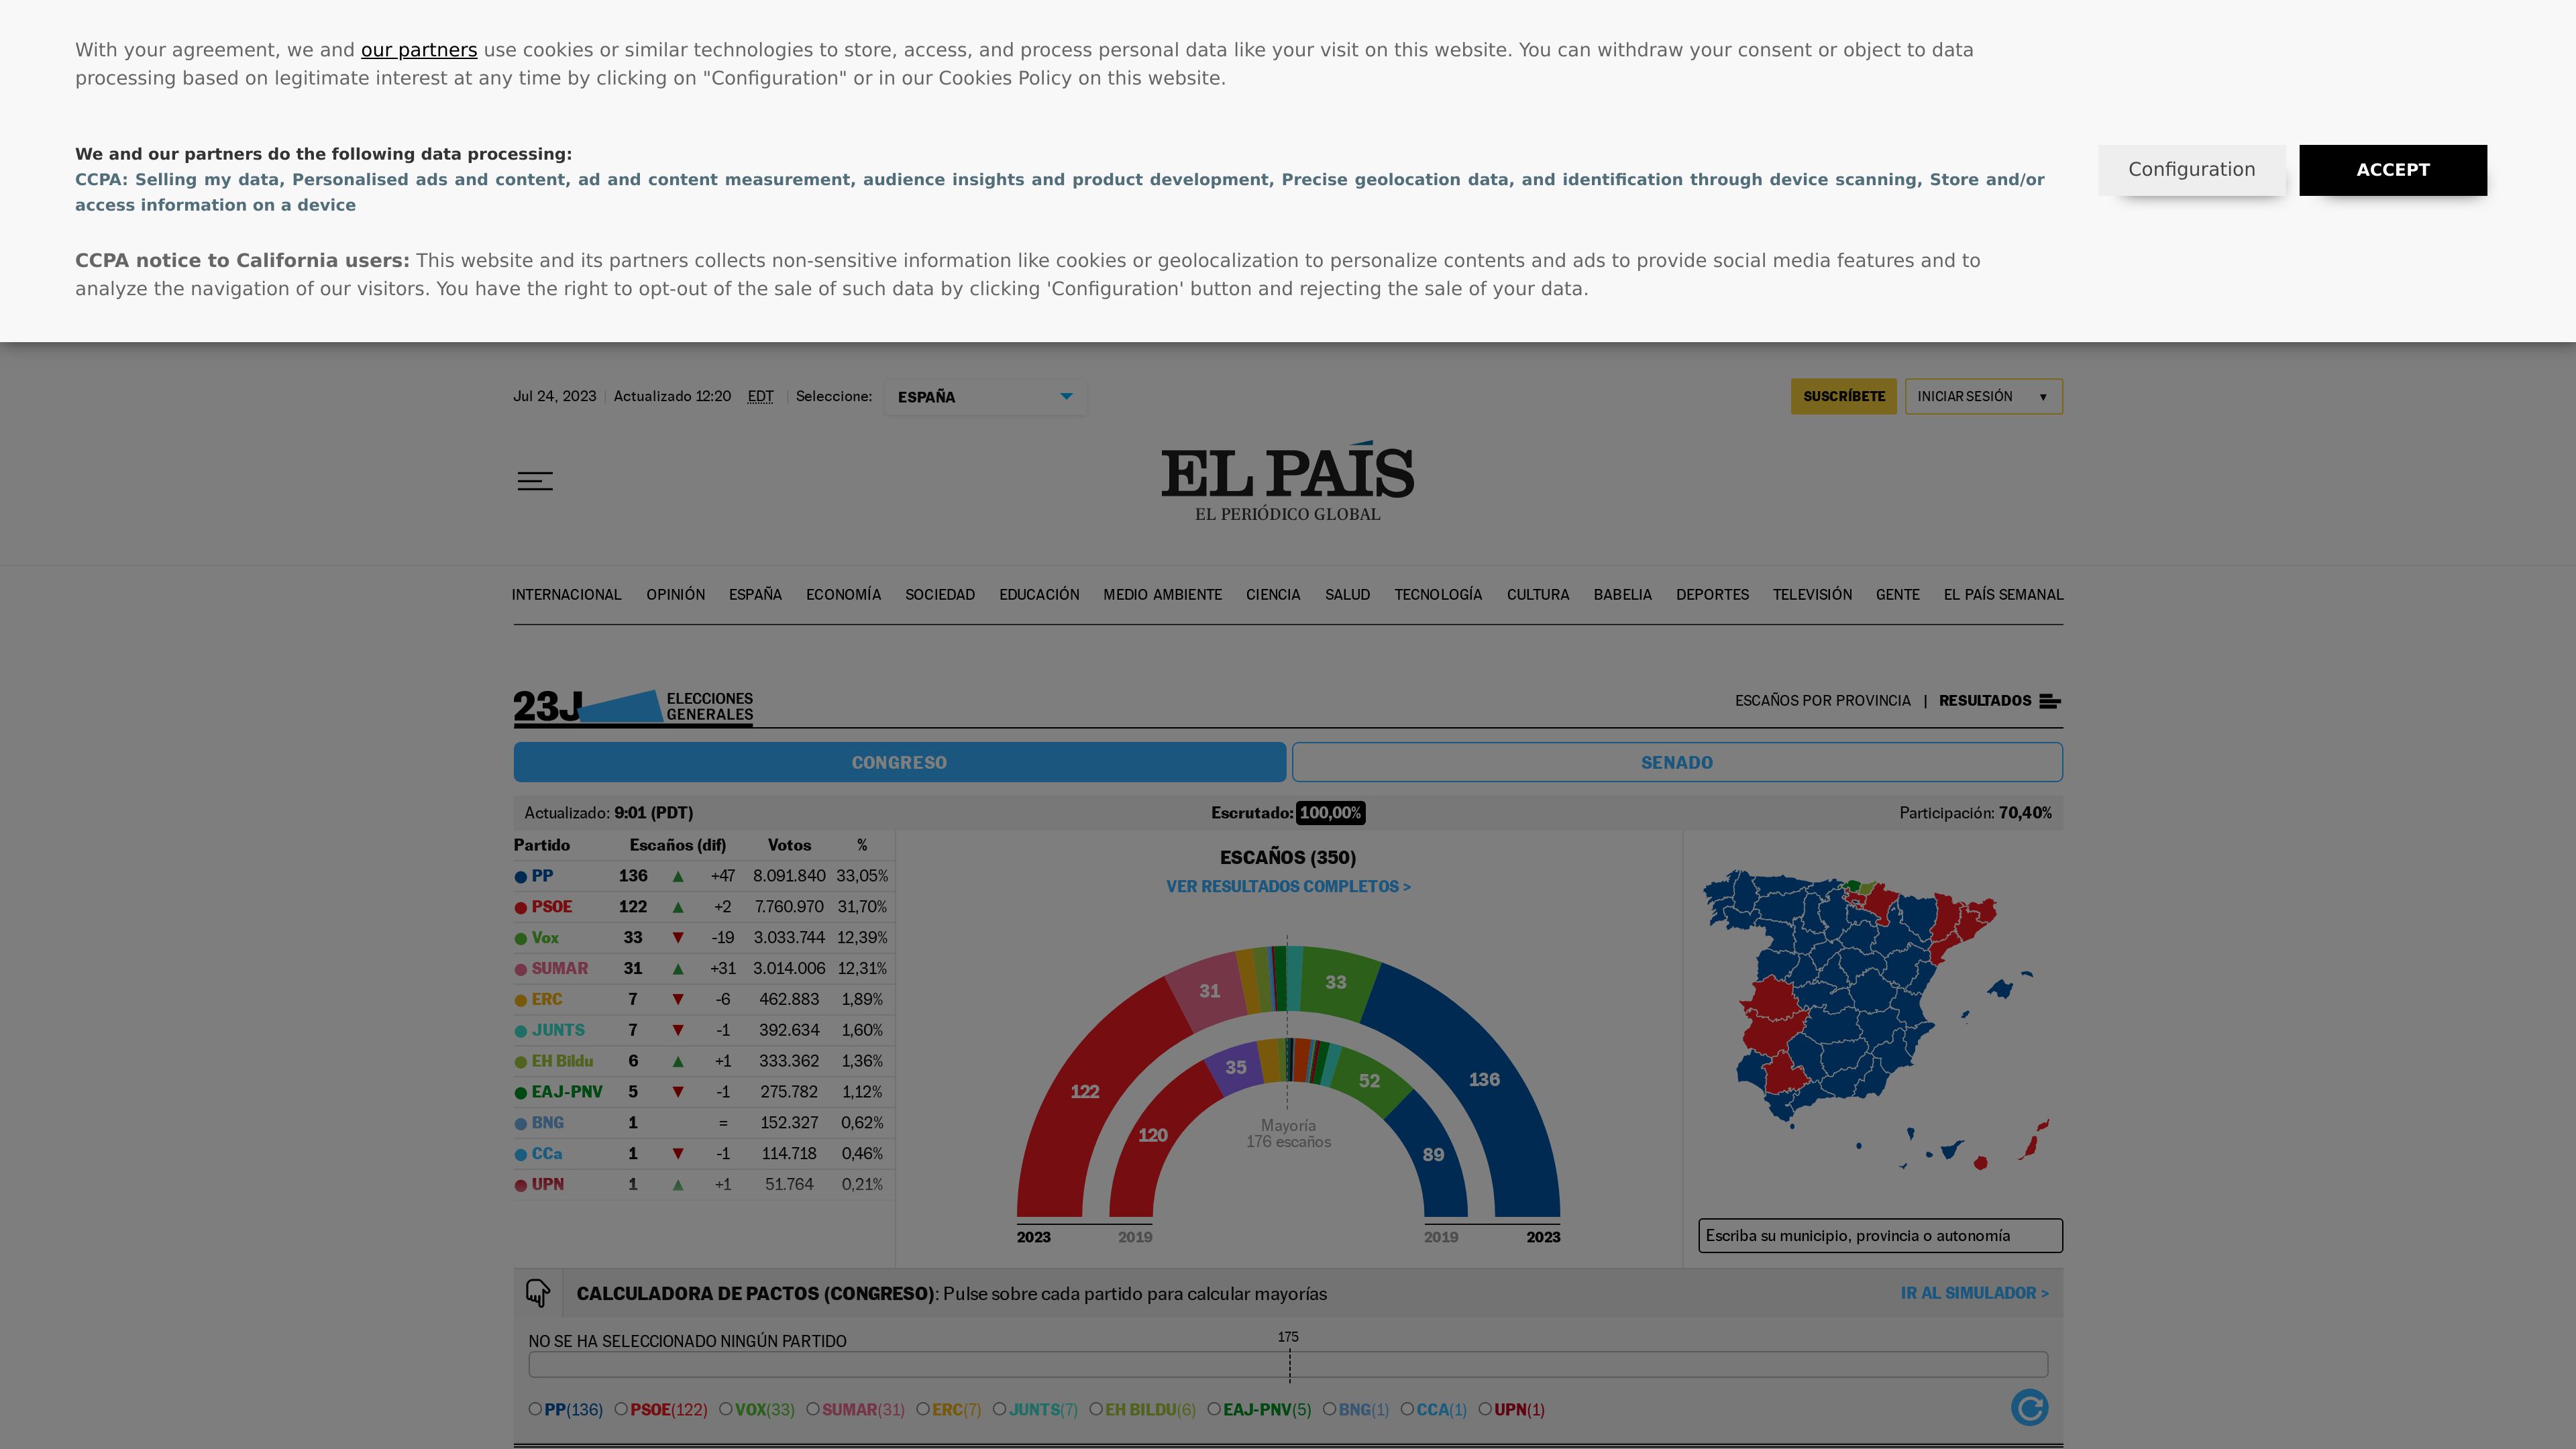 With your agreement, we and our partners use cookies or similar technologies to store, access, and process personal data like your visit on this website. You can withdraw your consent or object to data
processing based on legitimate interest at any time by clicking on "Configuration" or in our Cookies Policy on this website.
We and our partners do the following data processing:
CCPA: Selling my data, Personalised ads and content, ad and content measurement, audience insights and product development, Precise geolocation data, and identification through device scanning, Store and/or
access information on a device
Configuration
ACCEPT
CCPA notice to California users: This website and its partners collects non-sensitive information like cookies or geolocalization to personalize contents and ads to provide social media features and to
analyze the navigation of our visitors. You have the right to opt-out of the sale of such data by clicking 'Configuration' button and rejecting the sale of your data.
Jul 24, 2023 | Actualizado 12:20 EDT | Seleccione: ESPAÑA
SUSCRÍBETE
INICIAR SESIÓN
EL PAÍS
EL PERIÓDICO GLOBAL
INTERNACIONAL OPINIÓN ESPAÑA ECONOMÍA SOCIEDAD EDUCACIÓN MEDIO AMBIENTE CIENCIA SALUD TECNOLOGÍA CULTURA BABELIA DEPORTES TELEVISIÓN GENTE EL PAÍS SEMANAL
23J ELECCIONES
GENERALES
ESCAÑOS POR PROVINCIA | RESULTADOS
CONGRESO
SENADO
Actualizado: 9:01 (PDT)
Escrutado: 100,00%
Participación: 70,40%
Partido Escaños (dif) Votos %
PP 136 ▲ +47 8.091.840 33,05%
PSOE 122 ▲ +2 7.760.970 31,70%
Vox 33 ▼ -19 3.033.744 12,39%
SUMAR 31 ▲ +31 3.014.006 12,31%
ERC 7 ▼ -6 462.883 1,89%
JUNTS 7 ▼ -1 392.634 1,60%
EH Bildu 6 ▲ +1 333.362 1,36%
EAJ-PNV 5 ▼ -1 275.782 1,12%
BNG 1 = 152.327 0,62%
CCa 1 ▼ -1 114.718 0,46%
UPN 1 ▲ +1 51.764 0,21%
ESCAÑOS (350)
VER RESULTADOS COMPLETOS >
31
33
122
136
35
52
120
89
Mayoría
176 escaños
2023 2019 2019 2023
Escriba su municipio, provincia o autonomía
CALCULADORA DE PACTOS (CONGRESO): Pulse sobre cada partido para calcular mayorías
IR AL SIMULADOR >
NO SE HA SELECCIONADO NINGÚN PARTIDO
175
PP(136) PSOE(122) VOX(33) SUMAR(31) ERC(7) JUNTS(7) EH BILDU(6) EAJ-PNV(5) BNG(1) CCA(1) UPN(1)